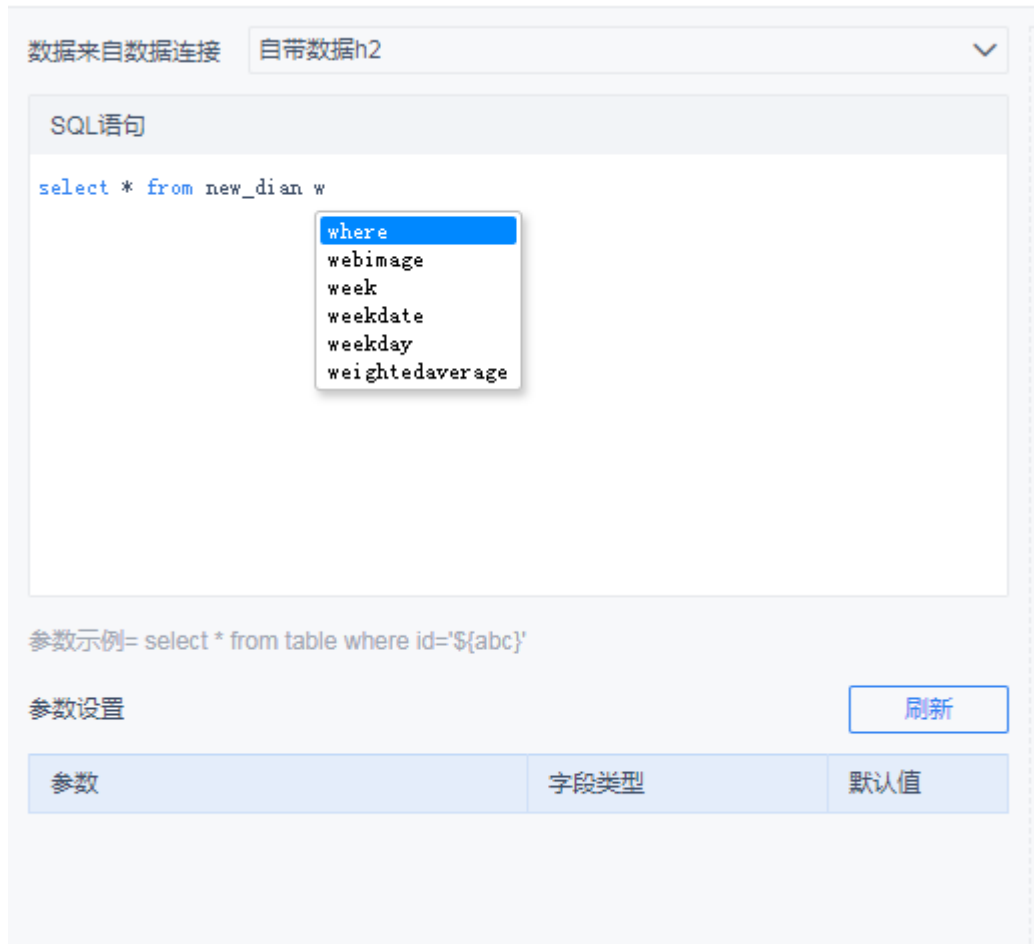 数据来自数据连接 自带数据h2
SQL语句
select * from new_dian w
where
webimage
week
weekdate
weekday
weightedaverage
参数示例= select * from table where id='${abc}'
参数设置 刷新
参数 字段类型 默认值